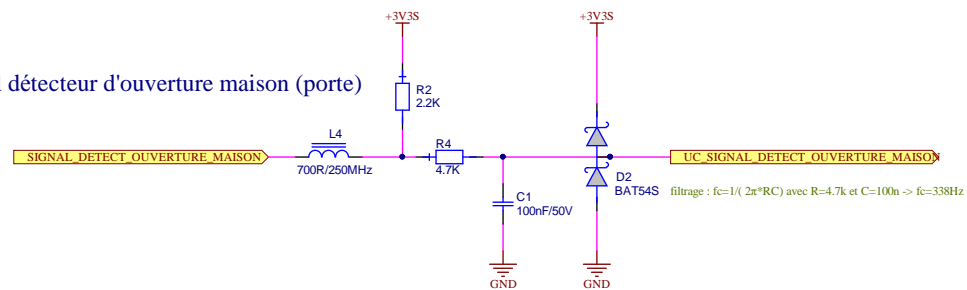 +3V3S
+3V3S
détecteur d'ouverture maison (porte)
R2
2.2K
L4
R4
SIGNAL_DETECT_OUVERTURE_MAISON
UC_SIGNAL_DETECT_OUVERTURE_MAISON
700R/250MHz
4.7K
D2
BAT54S
filtrage : fc=1/( 2π*RC) avec R=4.7k et C=100n -> fc=338Hz
C1
100nF/50V
GND
GND